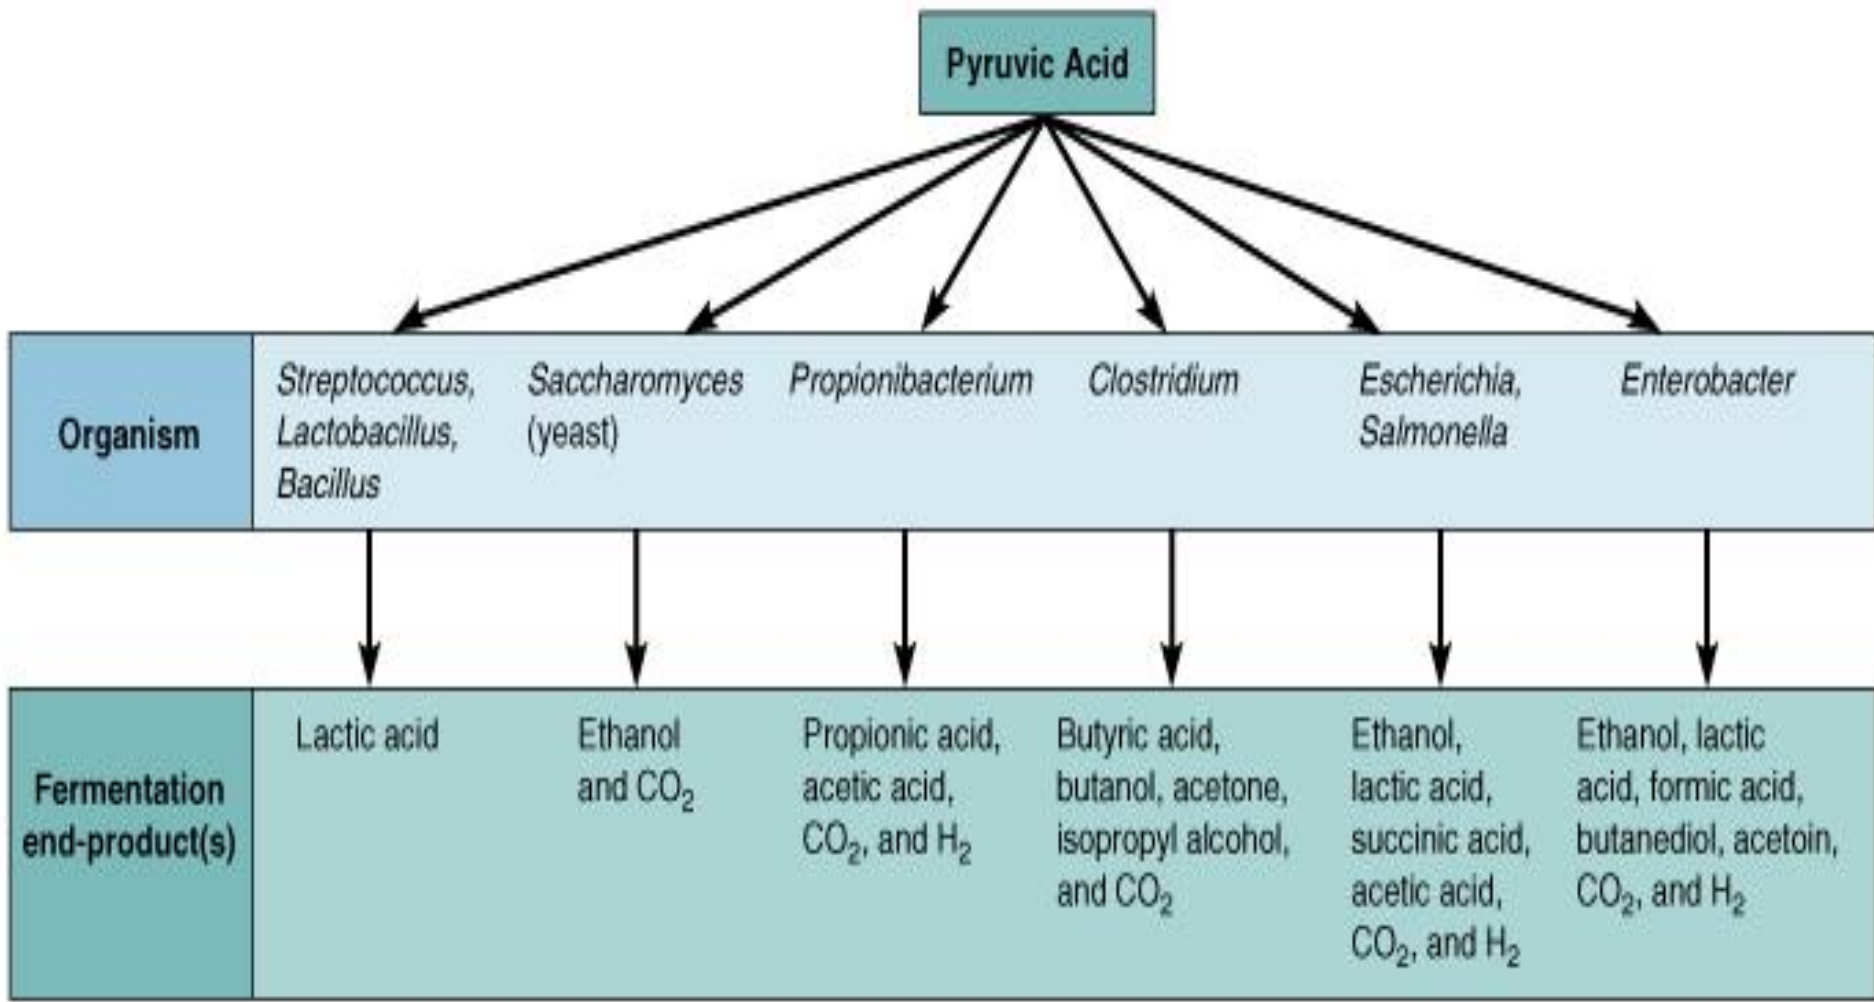 Pyruvic Acid
Organism
Streptococcus,
Lactobacillus,
Bacillus
Saccharomyces
(yeast)
Propionibacterium
Clostridium
Escherichia,
Salmonella
Enterobacter
Fermentation
end-product(s)
Lactic acid
Ethanol
and CO₂
Propionic acid,
acetic acid,
CO₂, and H₂
Butyric acid,
butanol, acetone,
isopropyl alcohol,
and CO₂
Ethanol,
lactic acid,
succinic acid,
acetic acid,
CO₂, and H₂
Ethanol, lactic
acid, formic acid,
butanediol, acetoin,
CO₂, and H₂